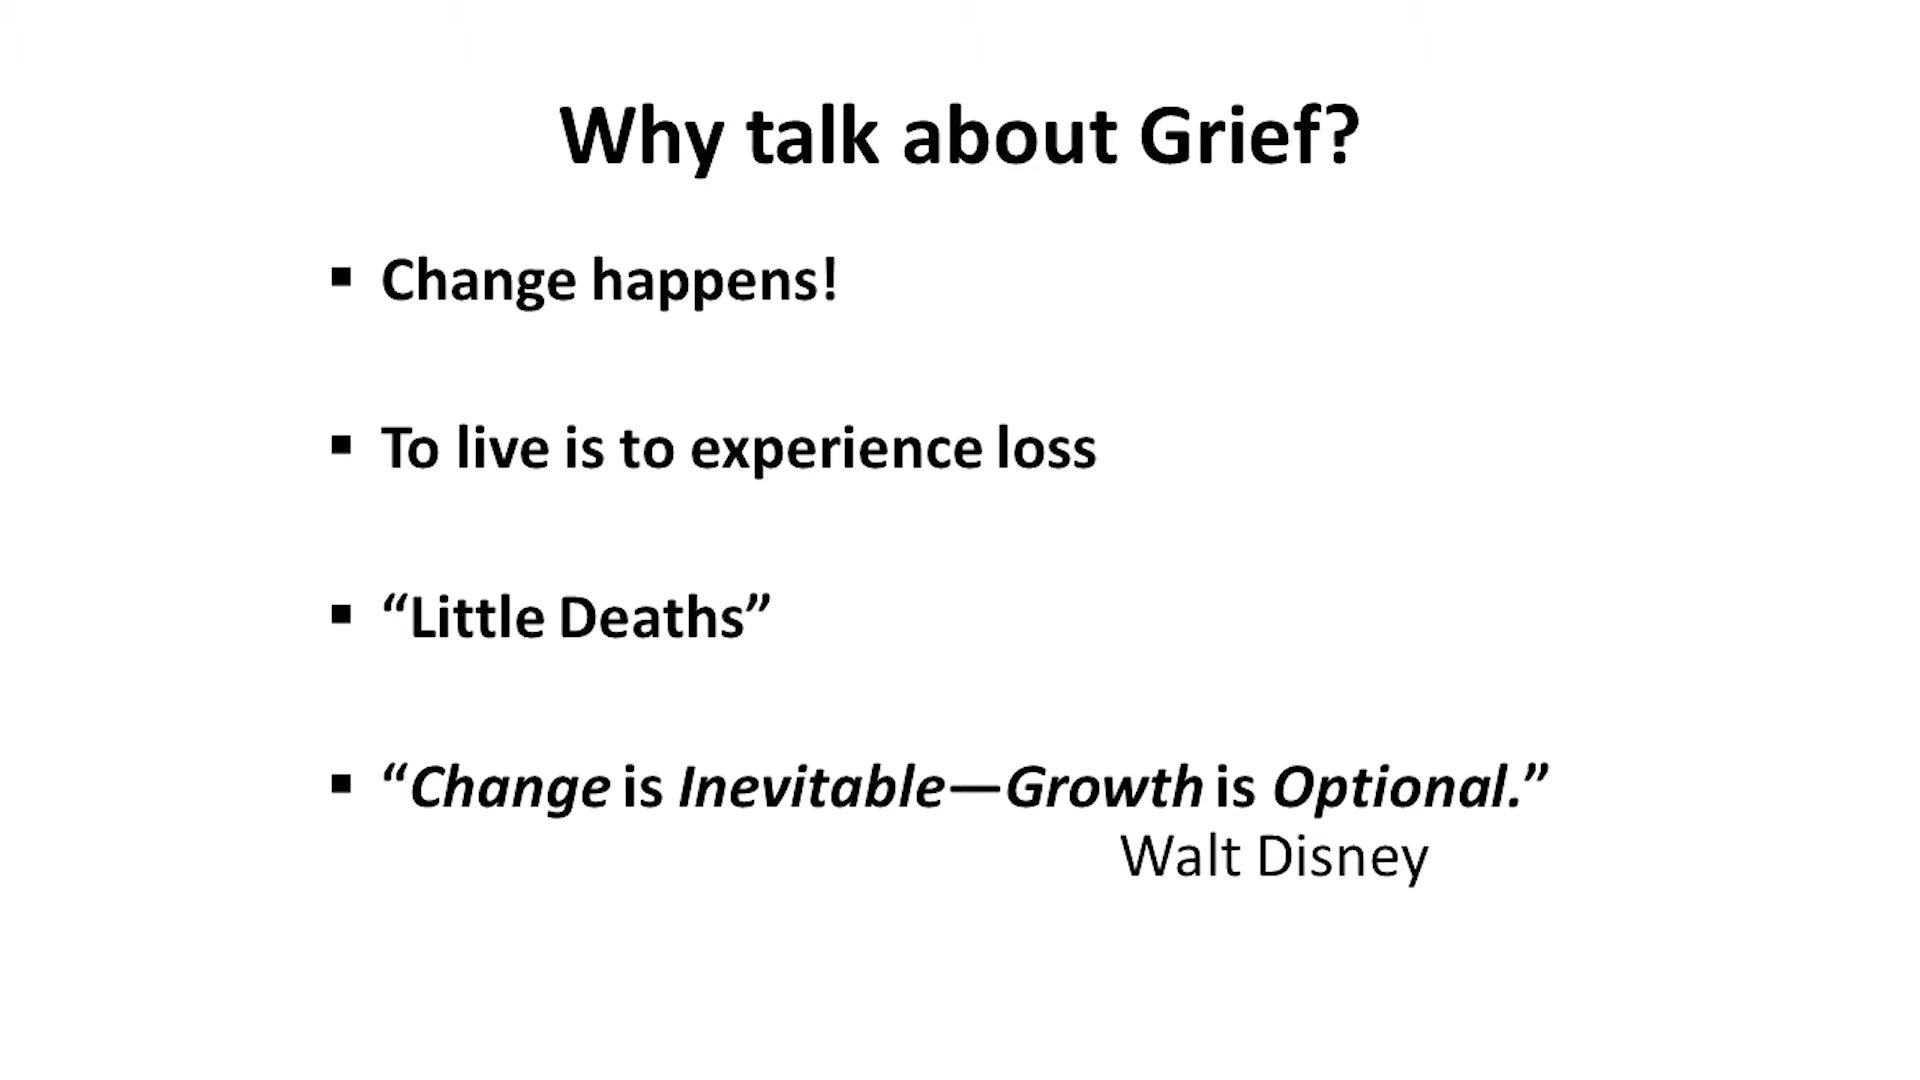 Why talk about Grief?
▪ Change happens!
▪ To live is to experience loss
▪ “Little Deaths”
▪ “Change is Inevitable—Growth is Optional.”
Walt Disney